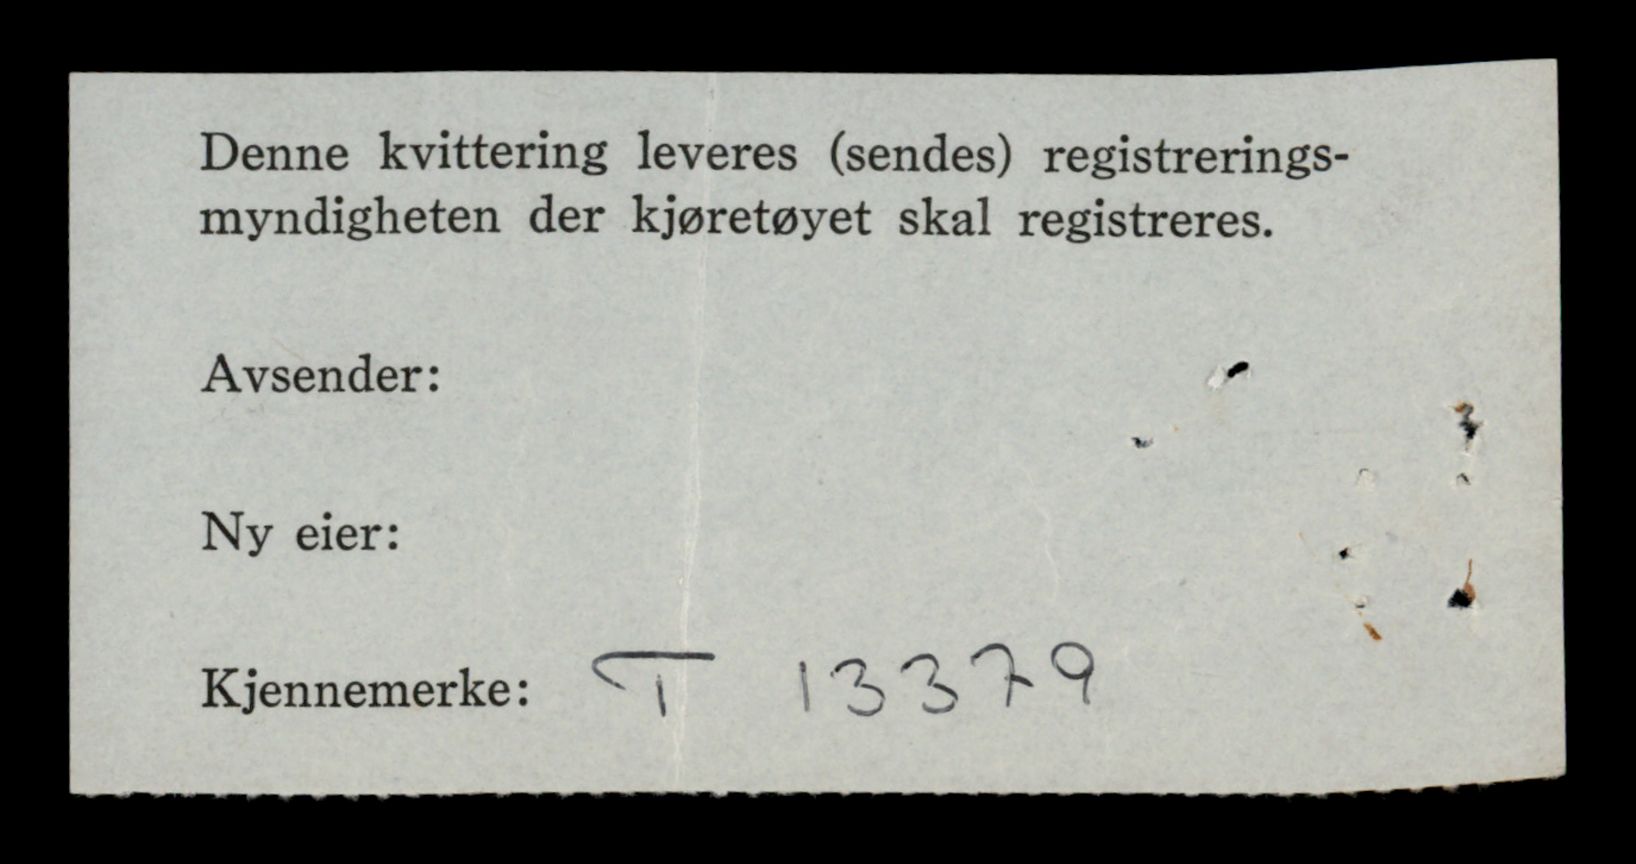 Denne kvittering leveres (sendes) registrerings-
myndigheten der kjøretøyet skal registreres.
Avsender:
Ny eier:
Kjennemerke: T 13379